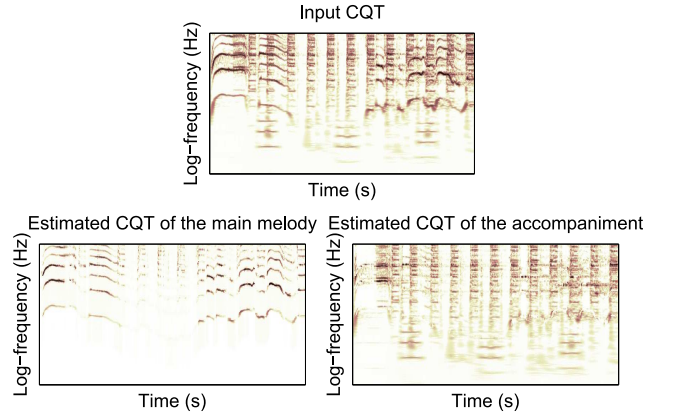 Input CQT
Log-frequency (Hz)
Time (s)
Estimated CQT of the main melody
Log-frequency (Hz)
Time (s)
Estimated CQT of the accompaniment
Log-frequency (Hz)
Time (s)